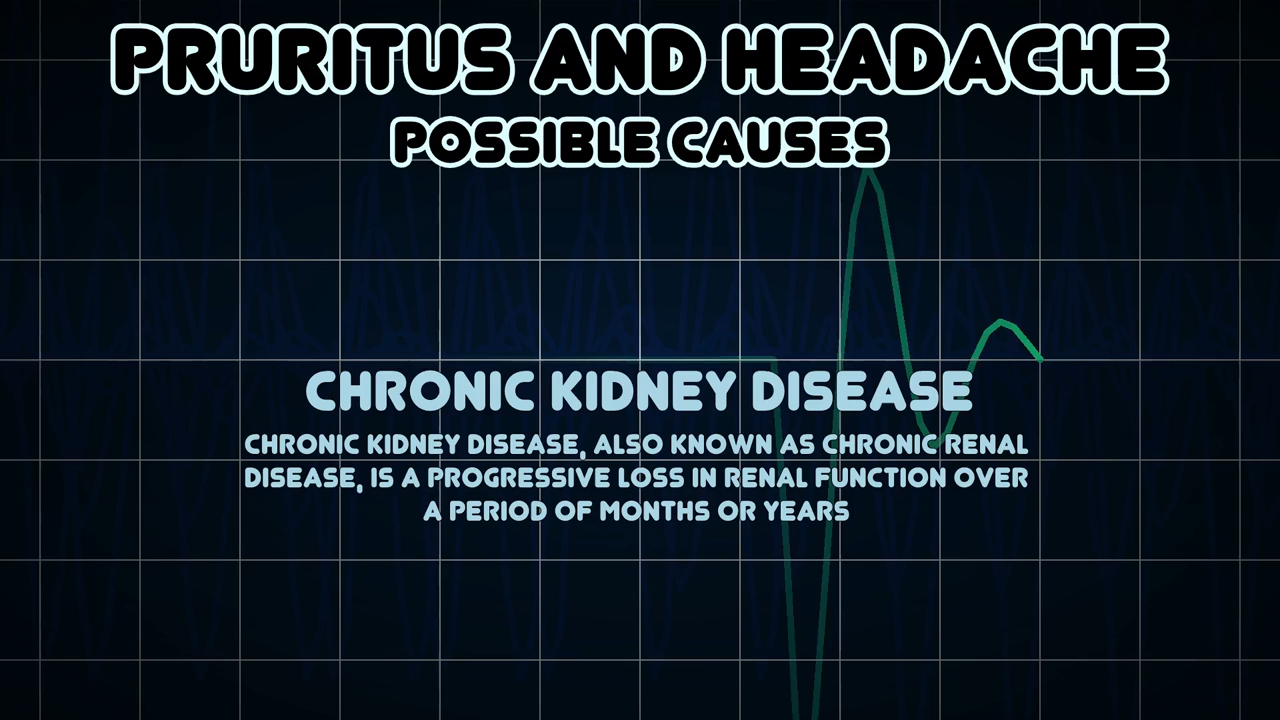 PRURITUS AND HEADACHE
POSSIBLE CAUSES
CHRONIC KIDNEY DISEASE
CHRONIC KIDNEY DISEASE, ALSO KNOWN AS CHRONIC RENAL
DISEASE, IS A PROGRESSIVE LOSS IN RENAL FUNCTION OVER
A PERIOD OF MONTHS OR YEARS